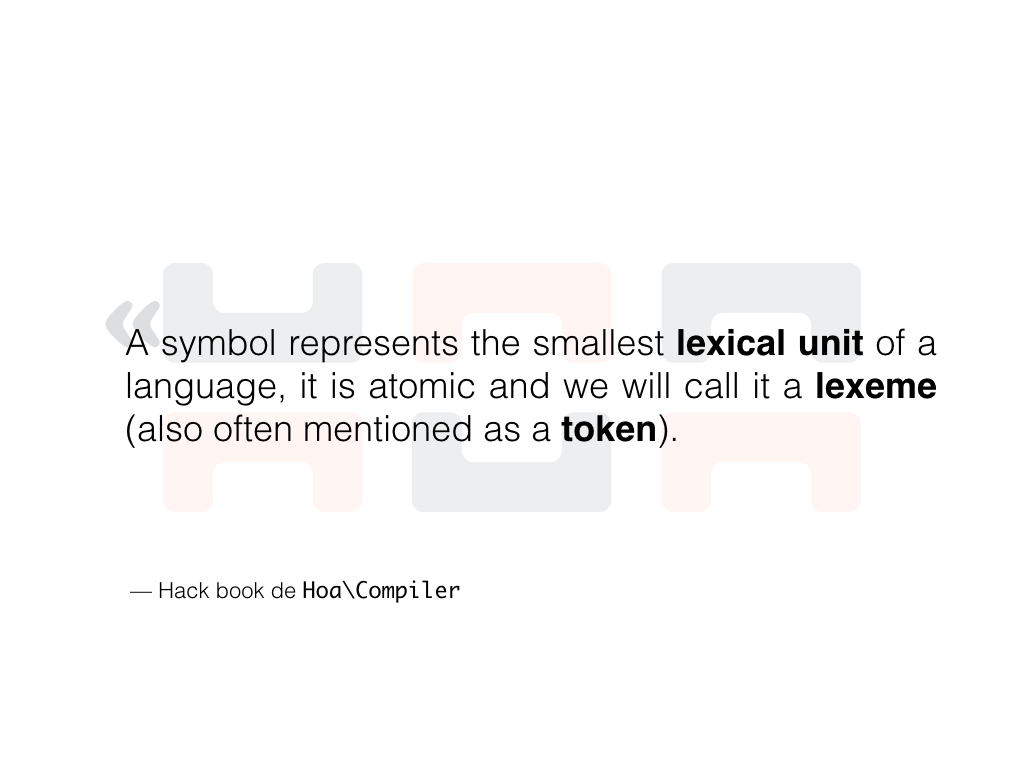 «
A symbol represents the smallest lexical unit of a
language, it is atomic and we will call it a lexeme
(also often mentioned as a token).
— Hack book de Hoa\Compiler